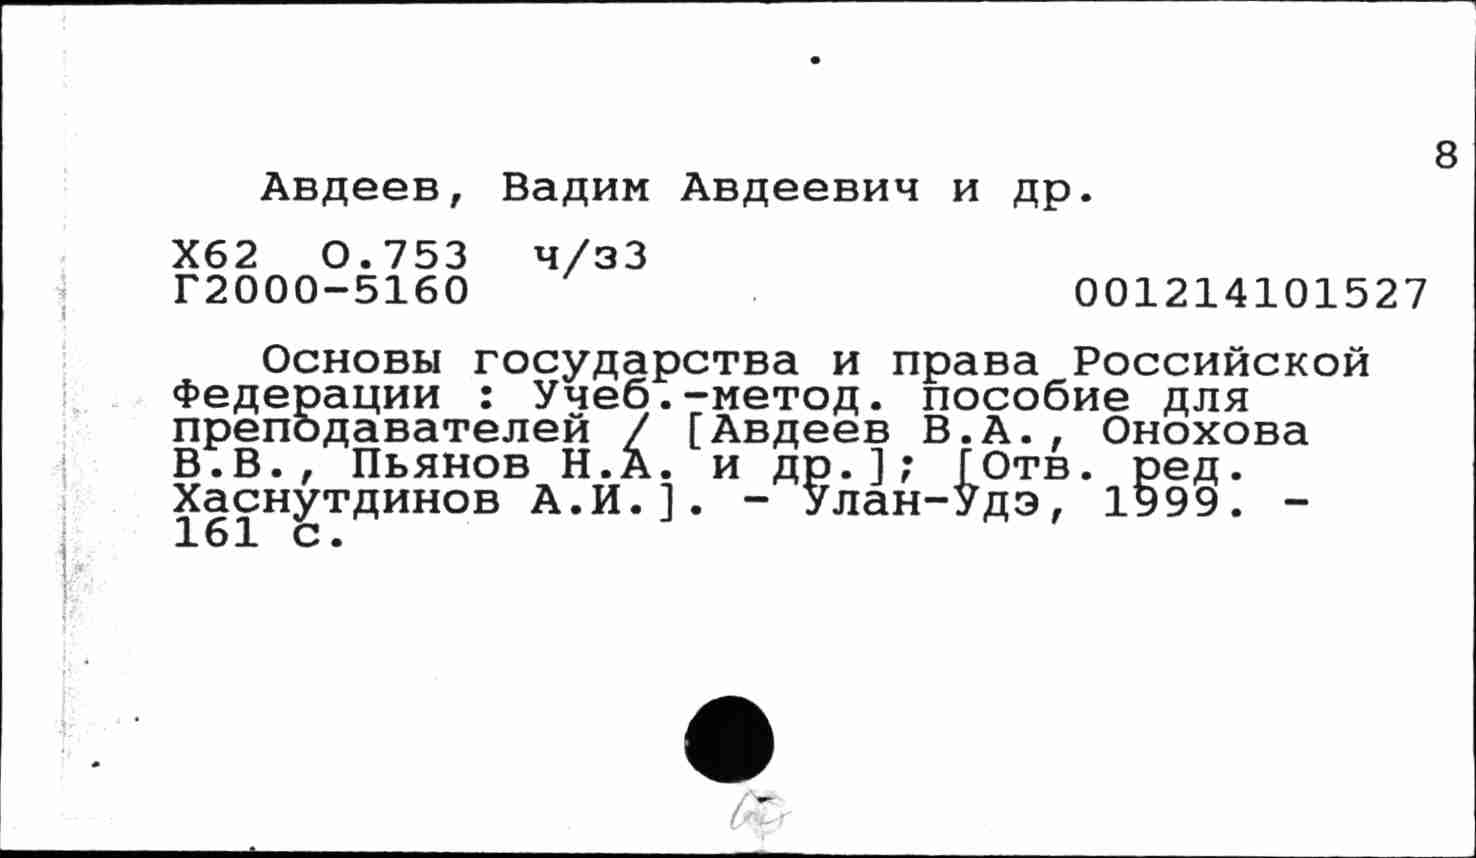 8
Авдеев, Вадим Авдеевич и др.
Х62 О.753 ч/з3
Г2000-5160 001214101527
Основы государства и права Российской
Федерации : Учеб.-метод. пособие для
преподавателей / [Авдеев В.А., Онохова
В.В., Пьянов Н.А. и др.]; [Отв. ред.
Хаснутдинов А.И.]. - Улан-Удэ, 1999. -
161 с.